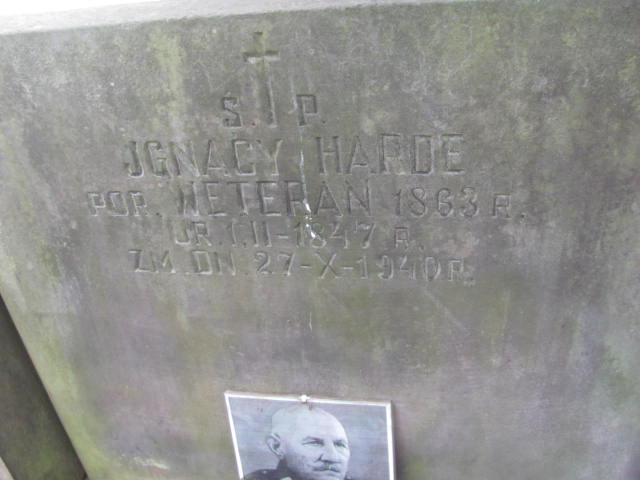 Ś. P.
JGNACY HARDE
POR. WETERAN 1863 R.
UR. 1.II-1847 R.
ZM. DN. 27-X-1940 R.